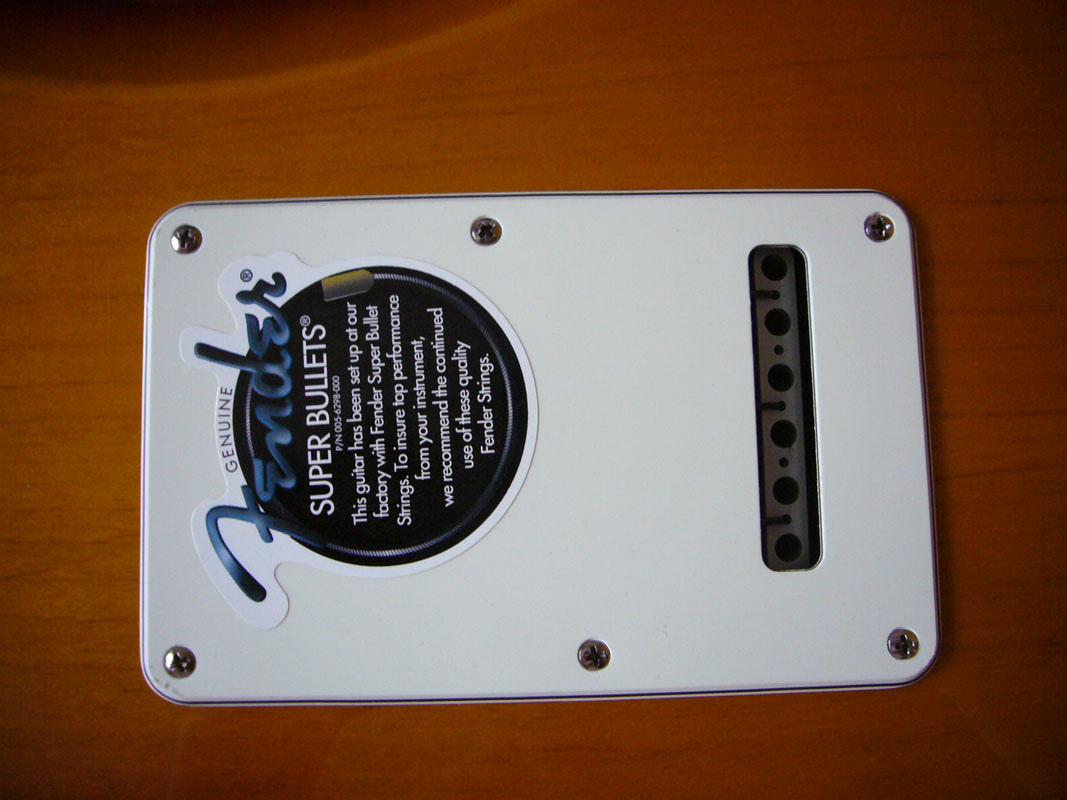 GENUINE
Fender®
SUPER BULLETS®
P/N 005-6298-000
This guitar has been set up at our
factory with Fender Super Bullet
Strings. To insure top performance
from your instrument,
we recommend the continued
use of these quality
Fender Strings.